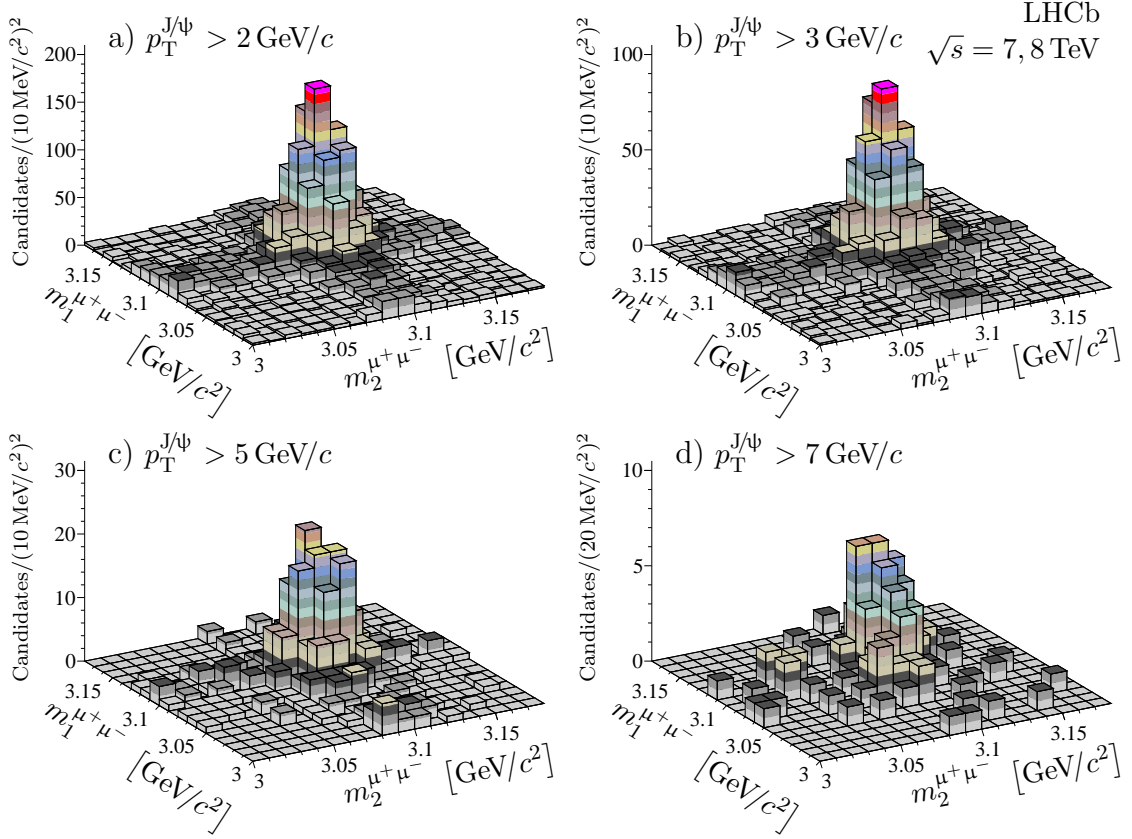 a) p_T^{J/ψ} > 2 GeV/c
b) p_T^{J/ψ} > 3 GeV/c
LHCb
√s = 7, 8 TeV
Candidates/(10 MeV/c²)²
200
150
100
50
0
3.15
3.1
3.05
3
m_1^{μ+μ−} [GeV/c²]
3
3.05
3.1
3.15
m_2^{μ+μ−} [GeV/c²]
Candidates/(10 MeV/c²)²
100
50
0
3.15
3.1
3.05
3
m_1^{μ+μ−} [GeV/c²]
3
3.05
3.1
3.15
m_2^{μ+μ−} [GeV/c²]
c) p_T^{J/ψ} > 5 GeV/c
Candidates/(10 MeV/c²)²
30
20
10
0
3.15
3.1
3.05
3
m_1^{μ+μ−} [GeV/c²]
3
3.05
3.1
3.15
m_2^{μ+μ−} [GeV/c²]
d) p_T^{J/ψ} > 7 GeV/c
Candidates/(20 MeV/c²)²
10
5
0
3.15
3.1
3.05
3
m_1^{μ+μ−} [GeV/c²]
3
3.05
3.1
3.15
m_2^{μ+μ−} [GeV/c²]